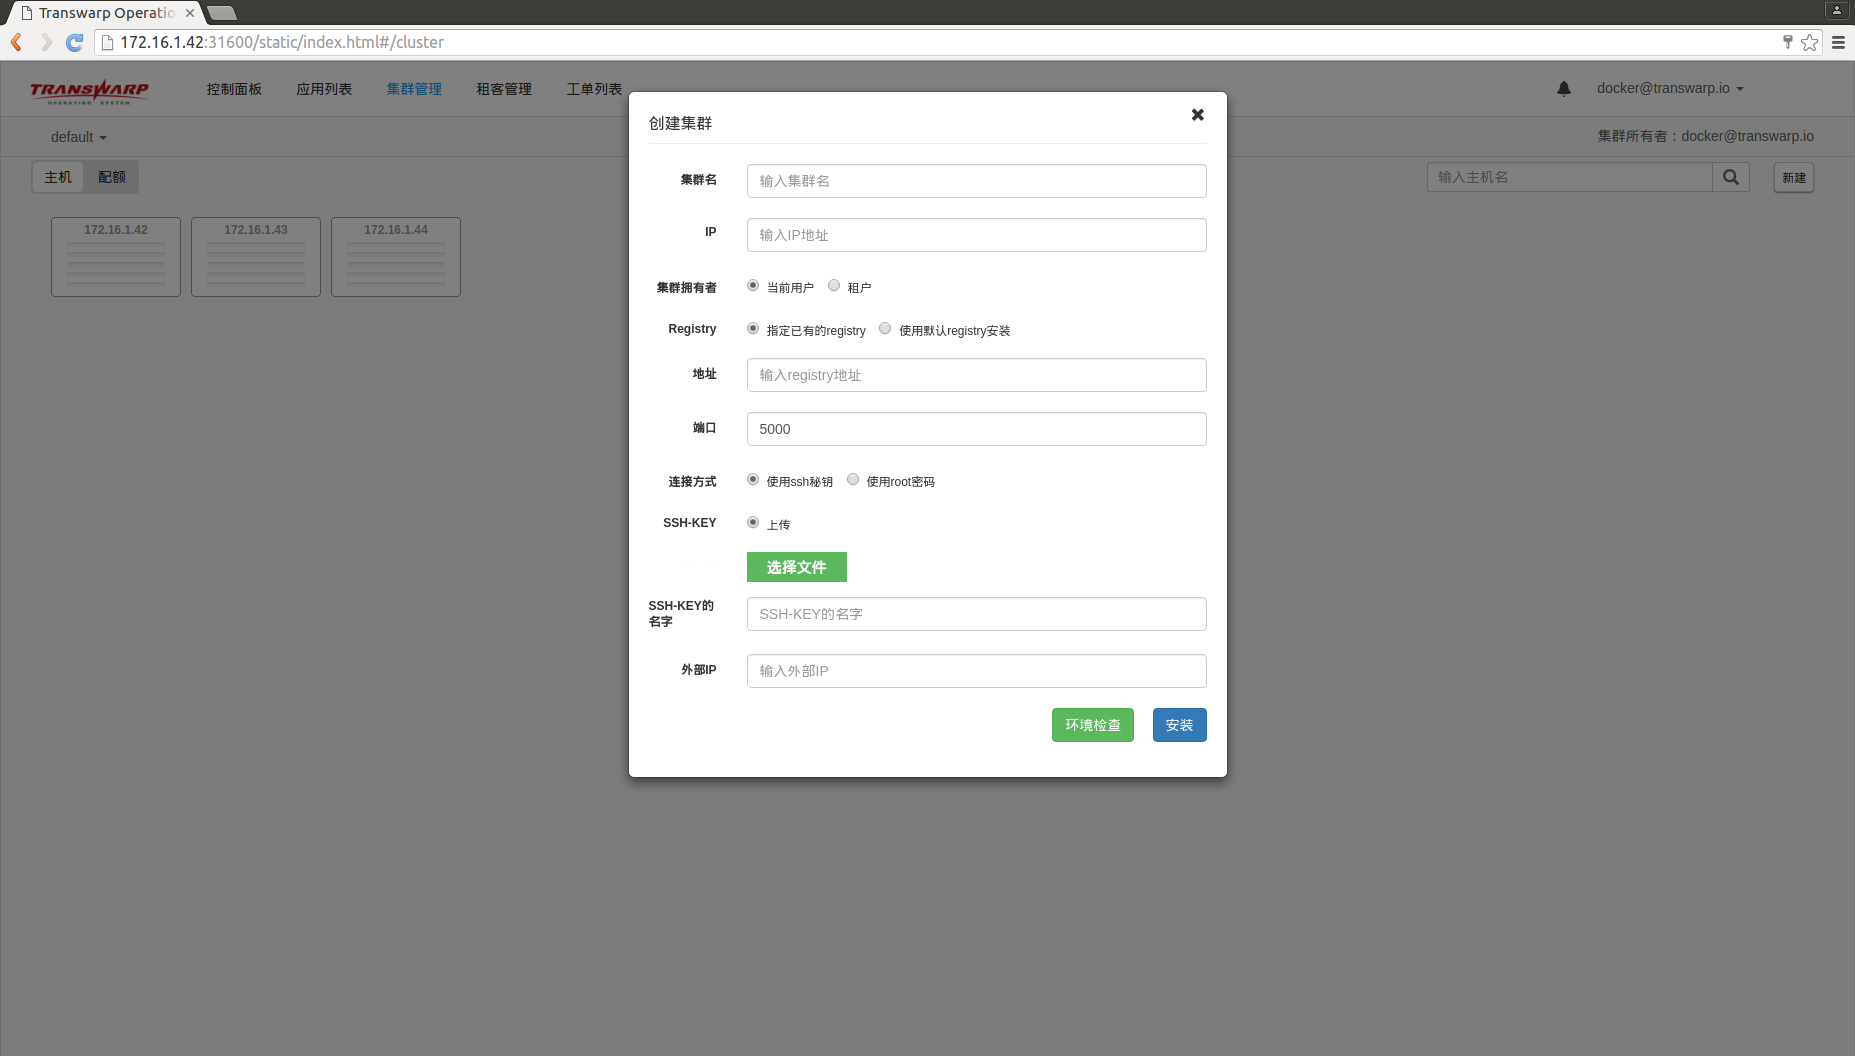 Transwarp Operatio
172.16.1.42:31600/static/index.html#/cluster
TRANSWARP
OPERATING SYSTEM
控制面板 应用列表 集群管理 租客管理 工单列表
docker@transwarp.io
default
集群所有者：docker@transwarp.io
主机 配额
输入主机名
新建
172.16.1.42 172.16.1.43 172.16.1.44
创建集群
集群名 输入集群名
IP 输入IP地址
集群拥有者 当前用户 租户
Registry 指定已有的registry 使用默认registry安装
地址 输入registry地址
端口 5000
连接方式 使用ssh秘钥 使用root密码
SSH-KEY 上传
选择文件
SSH-KEY的
名字
SSH-KEY的名字
外部IP 输入外部IP
环境检查 安装